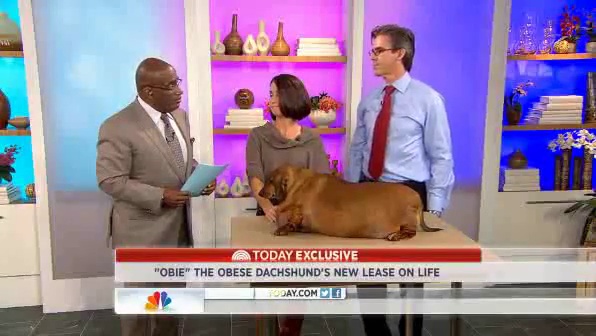 TODAY EXCLUSIVE
"OBIE" THE OBESE DACHSHUND'S NEW LEASE ON LIFE
TODAY.COM